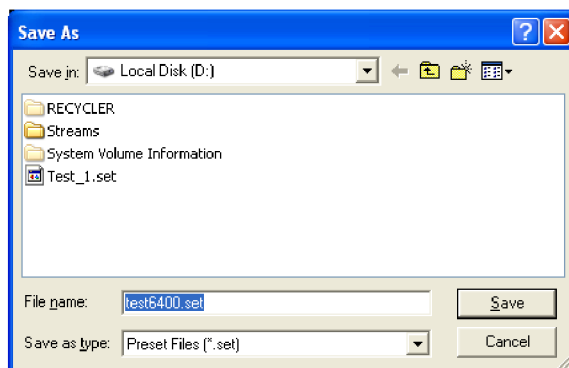 Save As
Save in: Local Disk (D:)
RECYCLER
Streams
System Volume Information
Test_1.set
File name: test6400.set Save
Save as type: Preset Files (*.set) Cancel